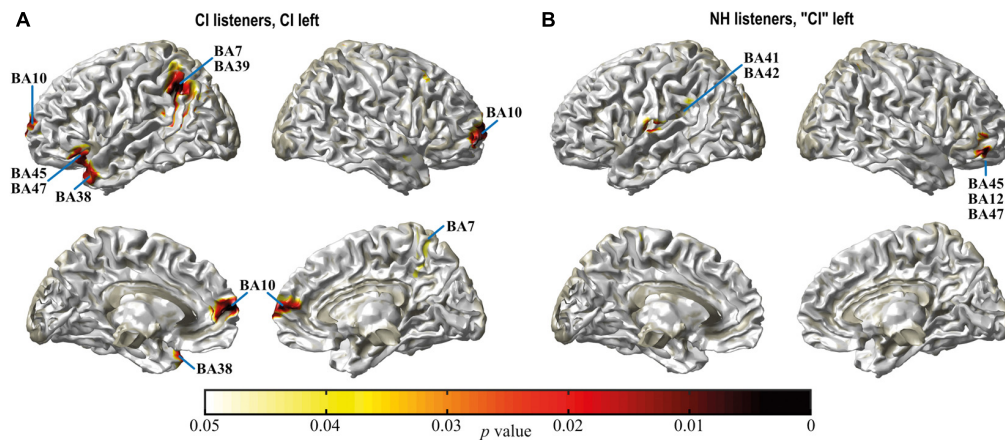 A
CI listeners, CI left
B
NH listeners, "CI" left
BA7
BA39
BA10
BA10
BA45
BA47
BA38
BA41
BA42
BA45
BA12
BA47
BA7
BA10
BA38
0.05
0.04
0.03
0.02
0.01
0
p value